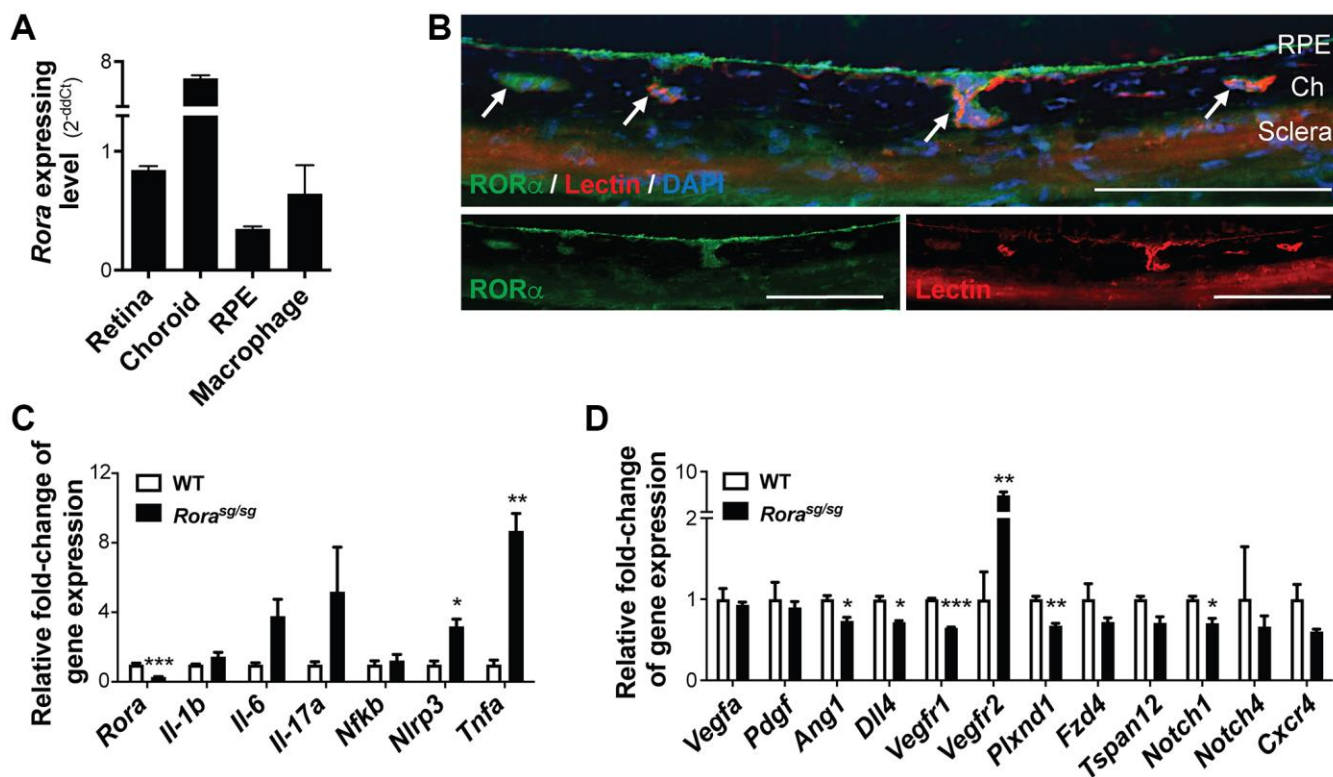 A
Rora expressing
level (2-ddCt)
8
1
0
Retina
Choroid
RPE
Macrophage
B
RPE
Ch
Sclera
RORα / Lectin / DAPI
RORα
Lectin
C
Relative fold-change of
gene expression
12
8
4
0
WT
Rorasg/sg
***
*
**
Rora
Il-1b
Il-6
Il-17a
Nfkb
Nlrp3
Tnfa
D
Relative fold-change
of gene expression
10
2
1
0
WT
Rorasg/sg
*
*
***
**
**
*
Vegfa
Pdgf
Ang1
Dll4
Vegfr1
Vegfr2
Plxnd1
Fzd4
Tspan12
Notch1
Notch4
Cxcr4